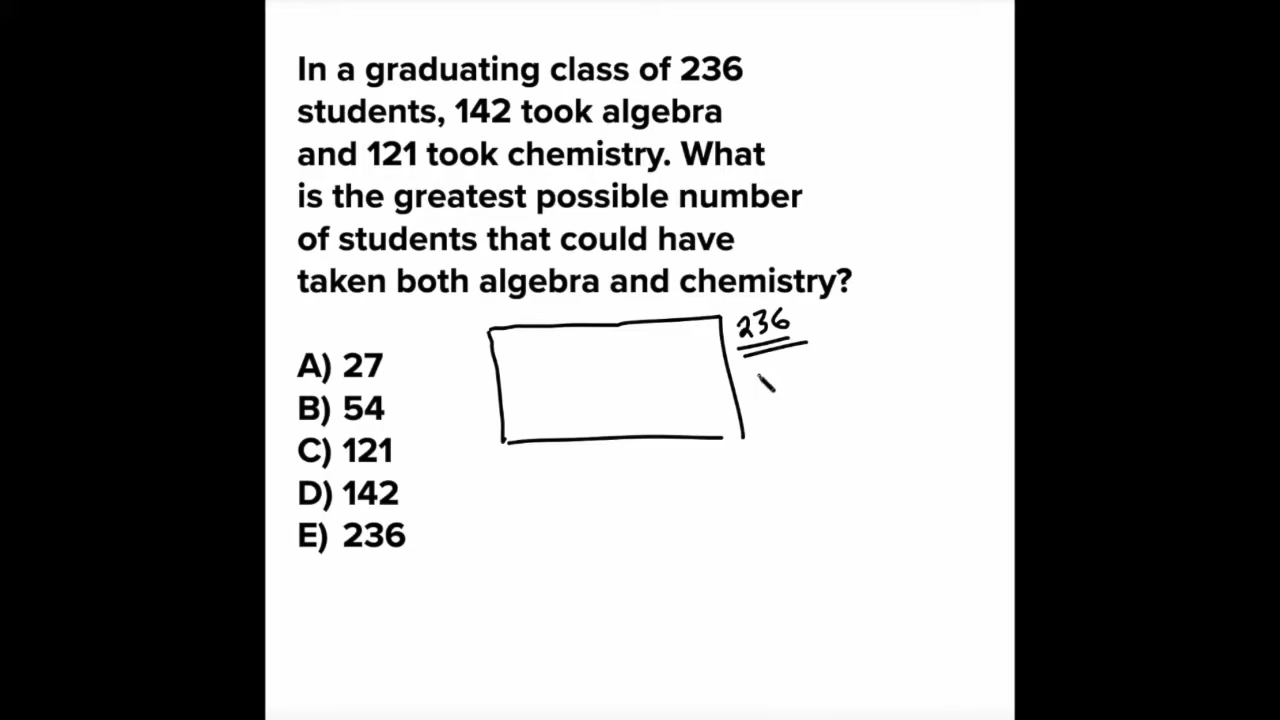 In a graduating class of 236
students, 142 took algebra
and 121 took chemistry. What
is the greatest possible number
of students that could have
taken both algebra and chemistry?
236
A) 27
B) 54
C) 121
D) 142
E) 236